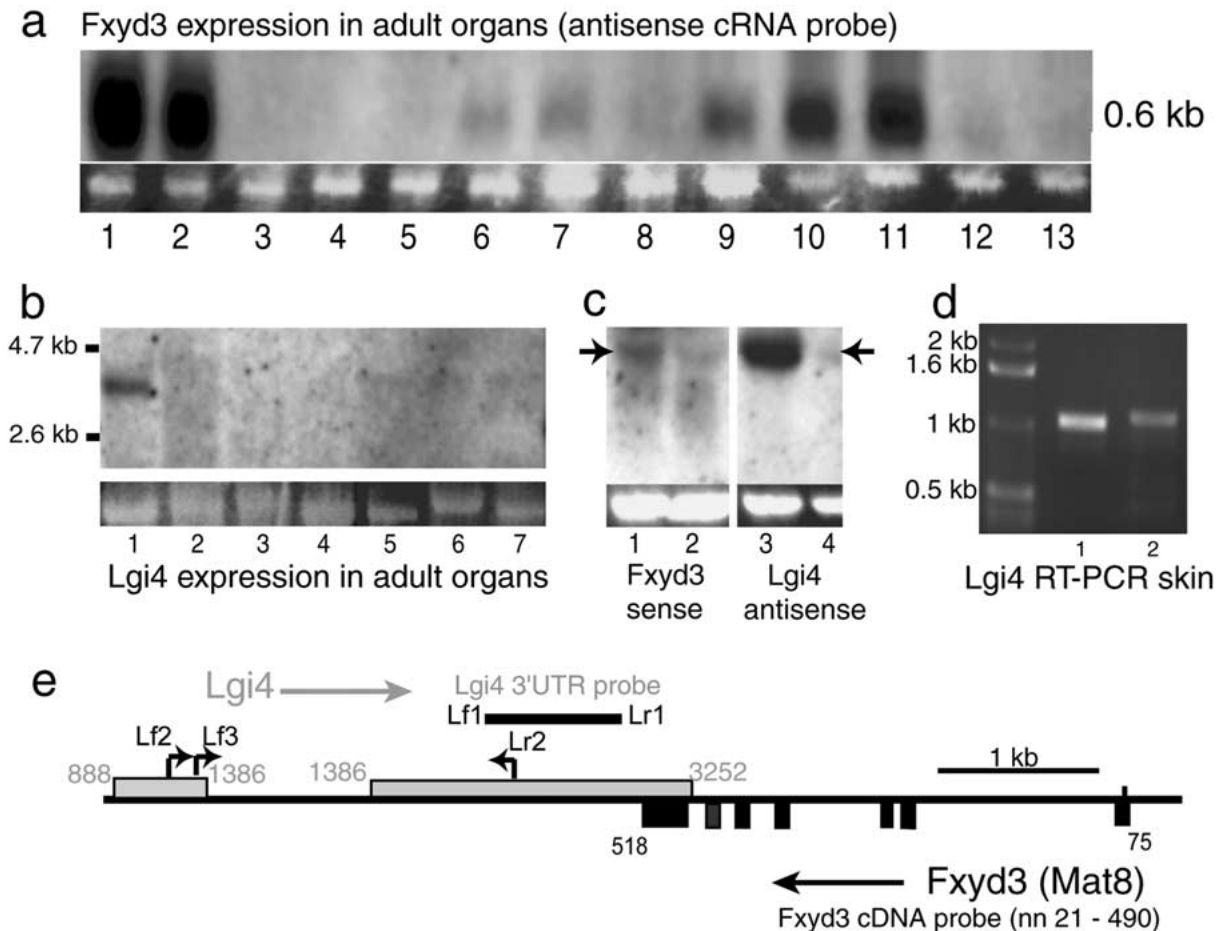 a
Fxyd3 expression in adult organs (antisense cRNA probe)
0.6 kb
1 2 3 4 5 6 7 8 9 10 11 12 13
b
4.7 kb
2.6 kb
1 2 3 4 5 6 7
Lgi4 expression in adult organs
c
1 2 3 4
Fxyd3 sense
Lgi4 antisense
d
2 kb
1.6 kb
1 kb
0.5 kb
1 2
Lgi4 RT-PCR skin
e
Lgi4
Lgi4 3'UTR probe
Lf1 Lr1
Lf2 Lf3 Lr2
888 1386 1386 3252
1 kb
518 75
Fxyd3 (Mat8)
Fxyd3 cDNA probe (nn 21 - 490)